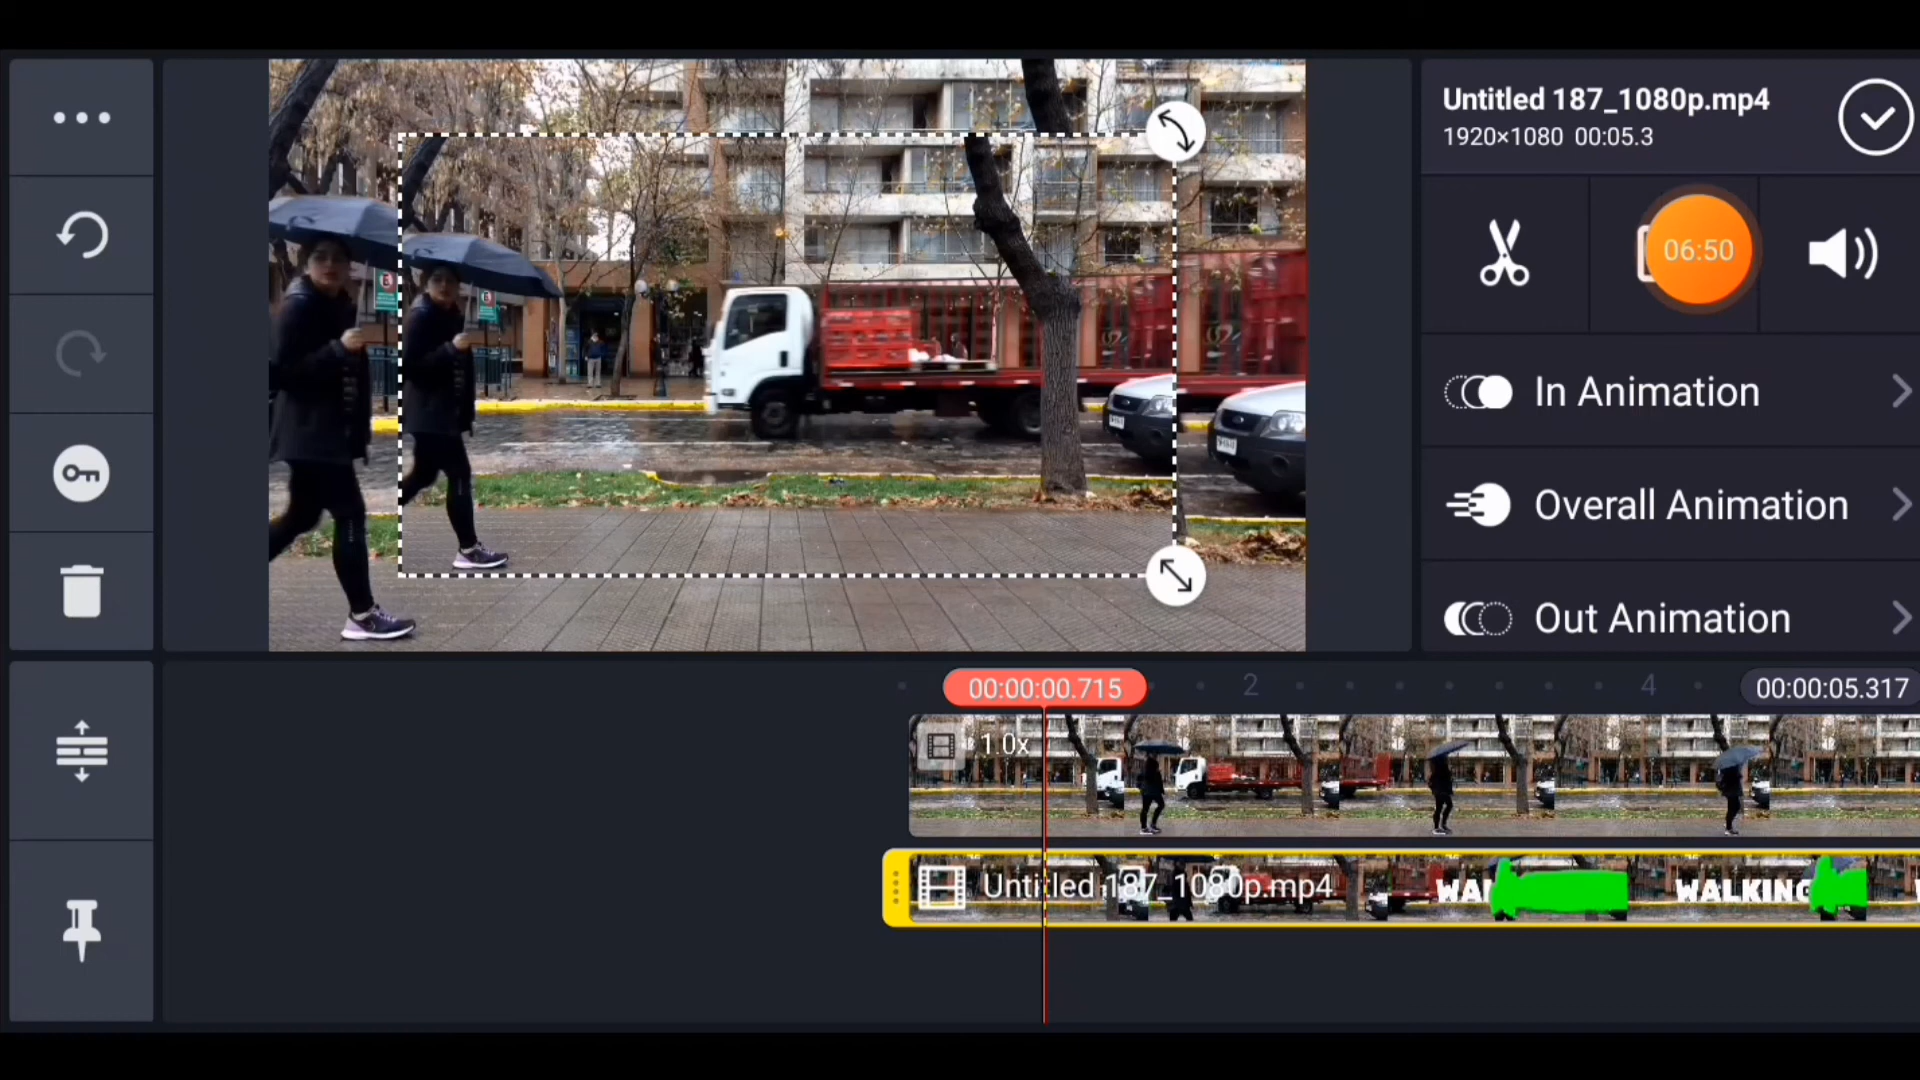 Untitled 187_1080p.mp4
1920×1080 00:05.3
06:50
In Animation
Overall Animation
Out Animation
00:00:00.715
2
4
00:00:05.317
1.0x
Untitled 187_1080p.mp4
WALKING